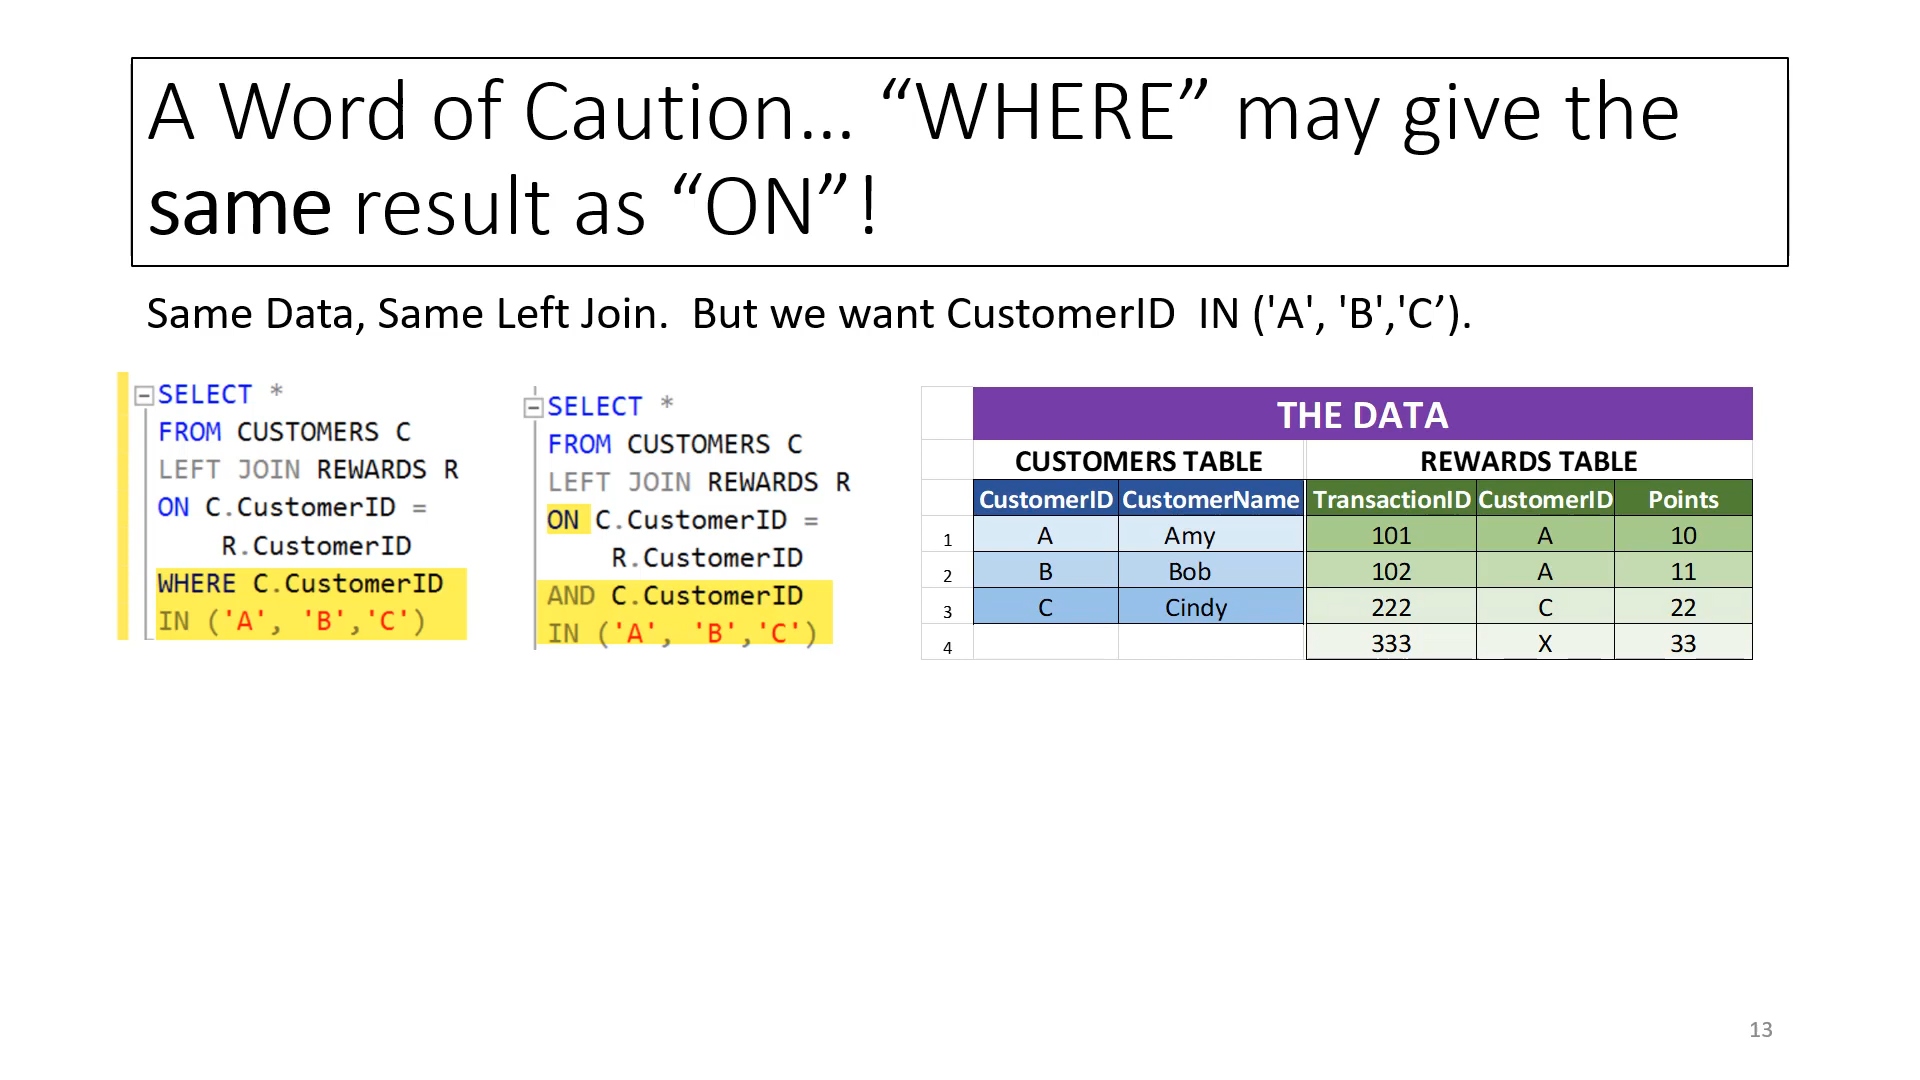 A Word of Caution… “WHERE” may give the
same result as “ON”!
Same Data, Same Left Join.  But we want CustomerID  IN ('A', 'B','C’).
SELECT *
FROM CUSTOMERS C
LEFT JOIN REWARDS R
ON C.CustomerID =
R.CustomerID
WHERE C.CustomerID
IN ('A', 'B','C')
SELECT *
FROM CUSTOMERS C
LEFT JOIN REWARDS R
ON C.CustomerID =
R.CustomerID
AND C.CustomerID
IN ('A', 'B','C')
THE DATA
CUSTOMERS TABLE REWARDS TABLE
CustomerID CustomerName TransactionID CustomerID Points
1 A Amy 101 A 10
2 B Bob 102 A 11
3 C Cindy 222 C 22
4 333 X 33
13